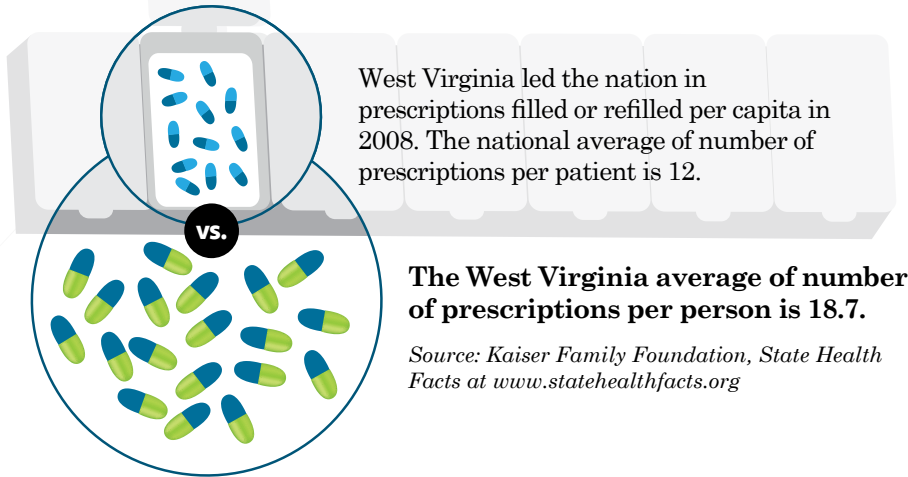 West Virginia led the nation in
prescriptions filled or refilled per capita in
2008. The national average of number of
prescriptions per patient is 12.
vs.
The West Virginia average of number
of prescriptions per person is 18.7.
Source: Kaiser Family Foundation, State Health
Facts at www.statehealthfacts.org